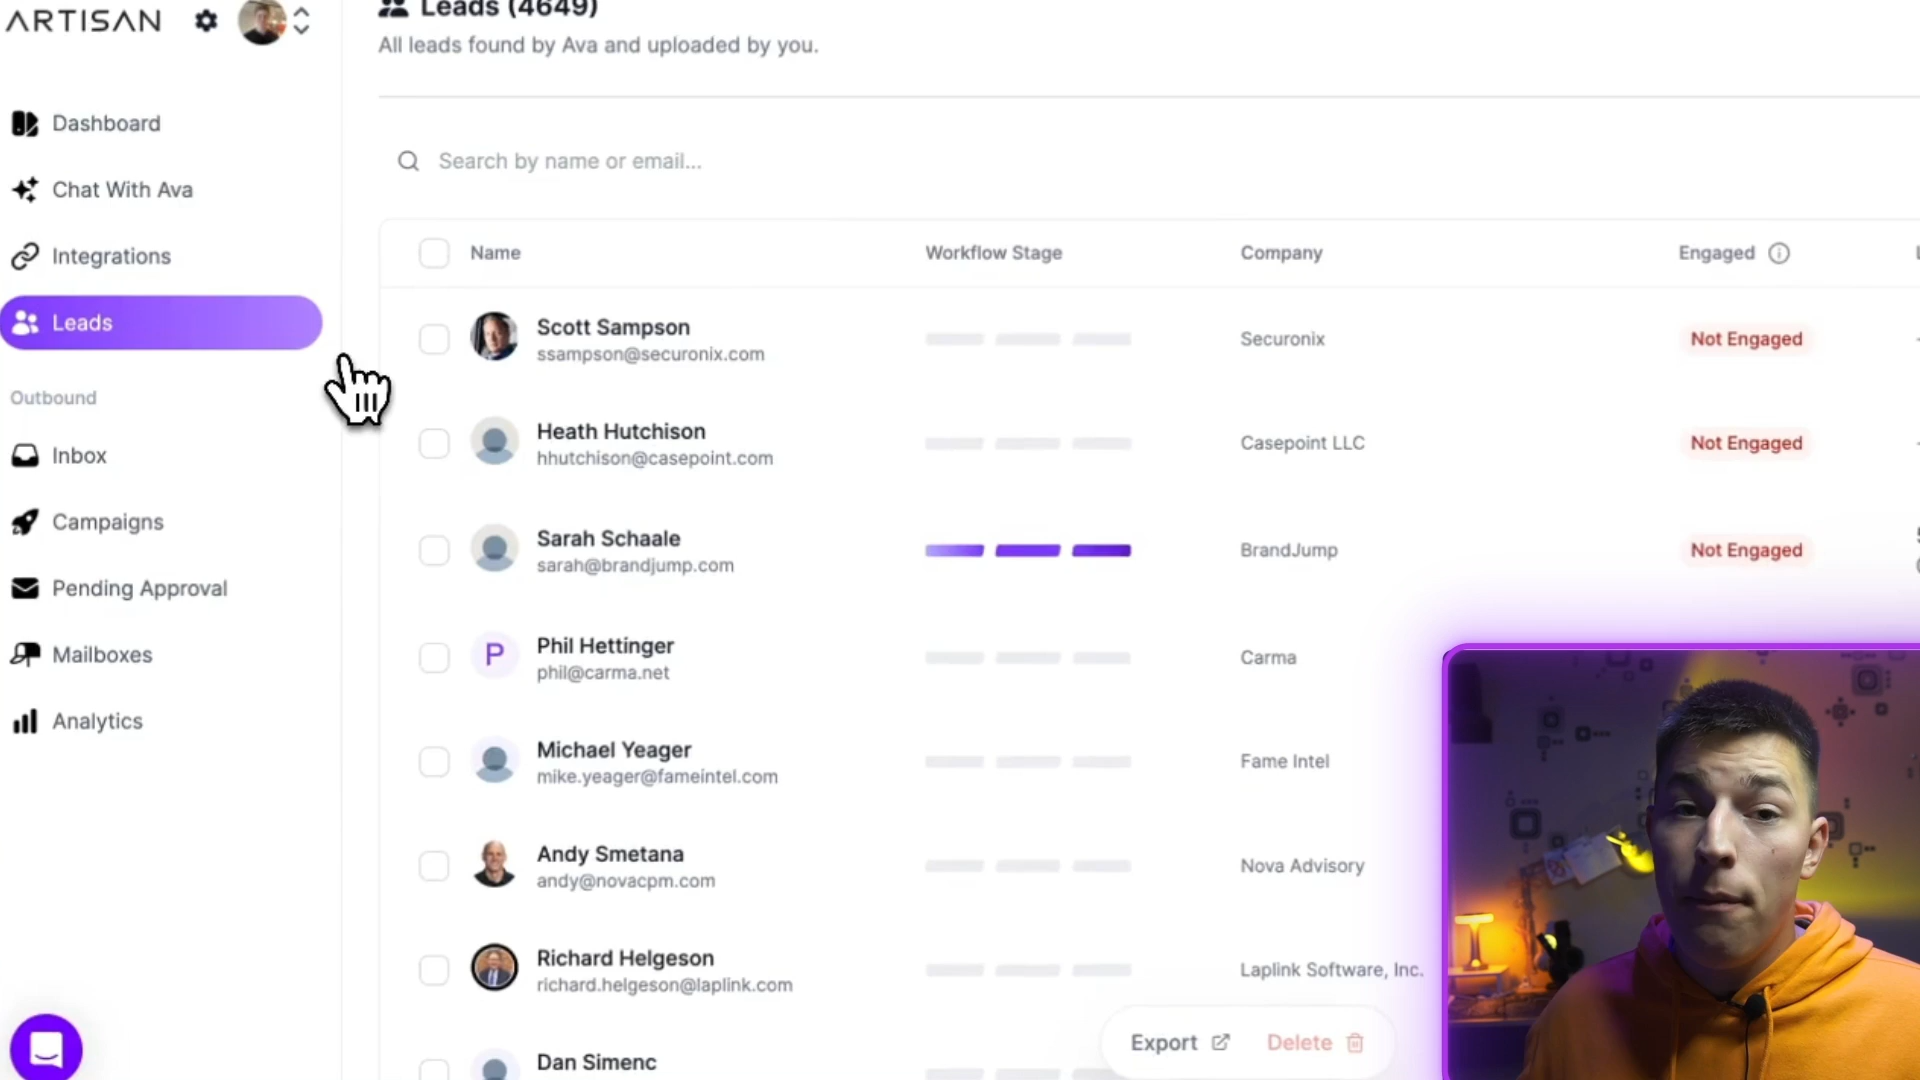 ARTISAN
Leads (4649)
All leads found by Ava and uploaded by you.
Dashboard
Chat With Ava
Integrations
Leads
Outbound
Inbox
Campaigns
Pending Approval
Mailboxes
Analytics
Search by name or email...
Name Workflow Stage Company Engaged
Scott Sampson
ssampson@securonix.com
Securonix
Not Engaged
Heath Hutchison
hhutchison@casepoint.com
Casepoint LLC
Not Engaged
Sarah Schaale
sarah@brandjump.com
BrandJump
Not Engaged
P
Phil Hettinger
phil@carma.net
Carma
Michael Yeager
mike.yeager@fameintel.com
Fame Intel
Andy Smetana
andy@novacpm.com
Nova Advisory
Richard Helgeson
richard.helgeson@laplink.com
Laplink Software, Inc.
Dan Simenc
Export
Delete